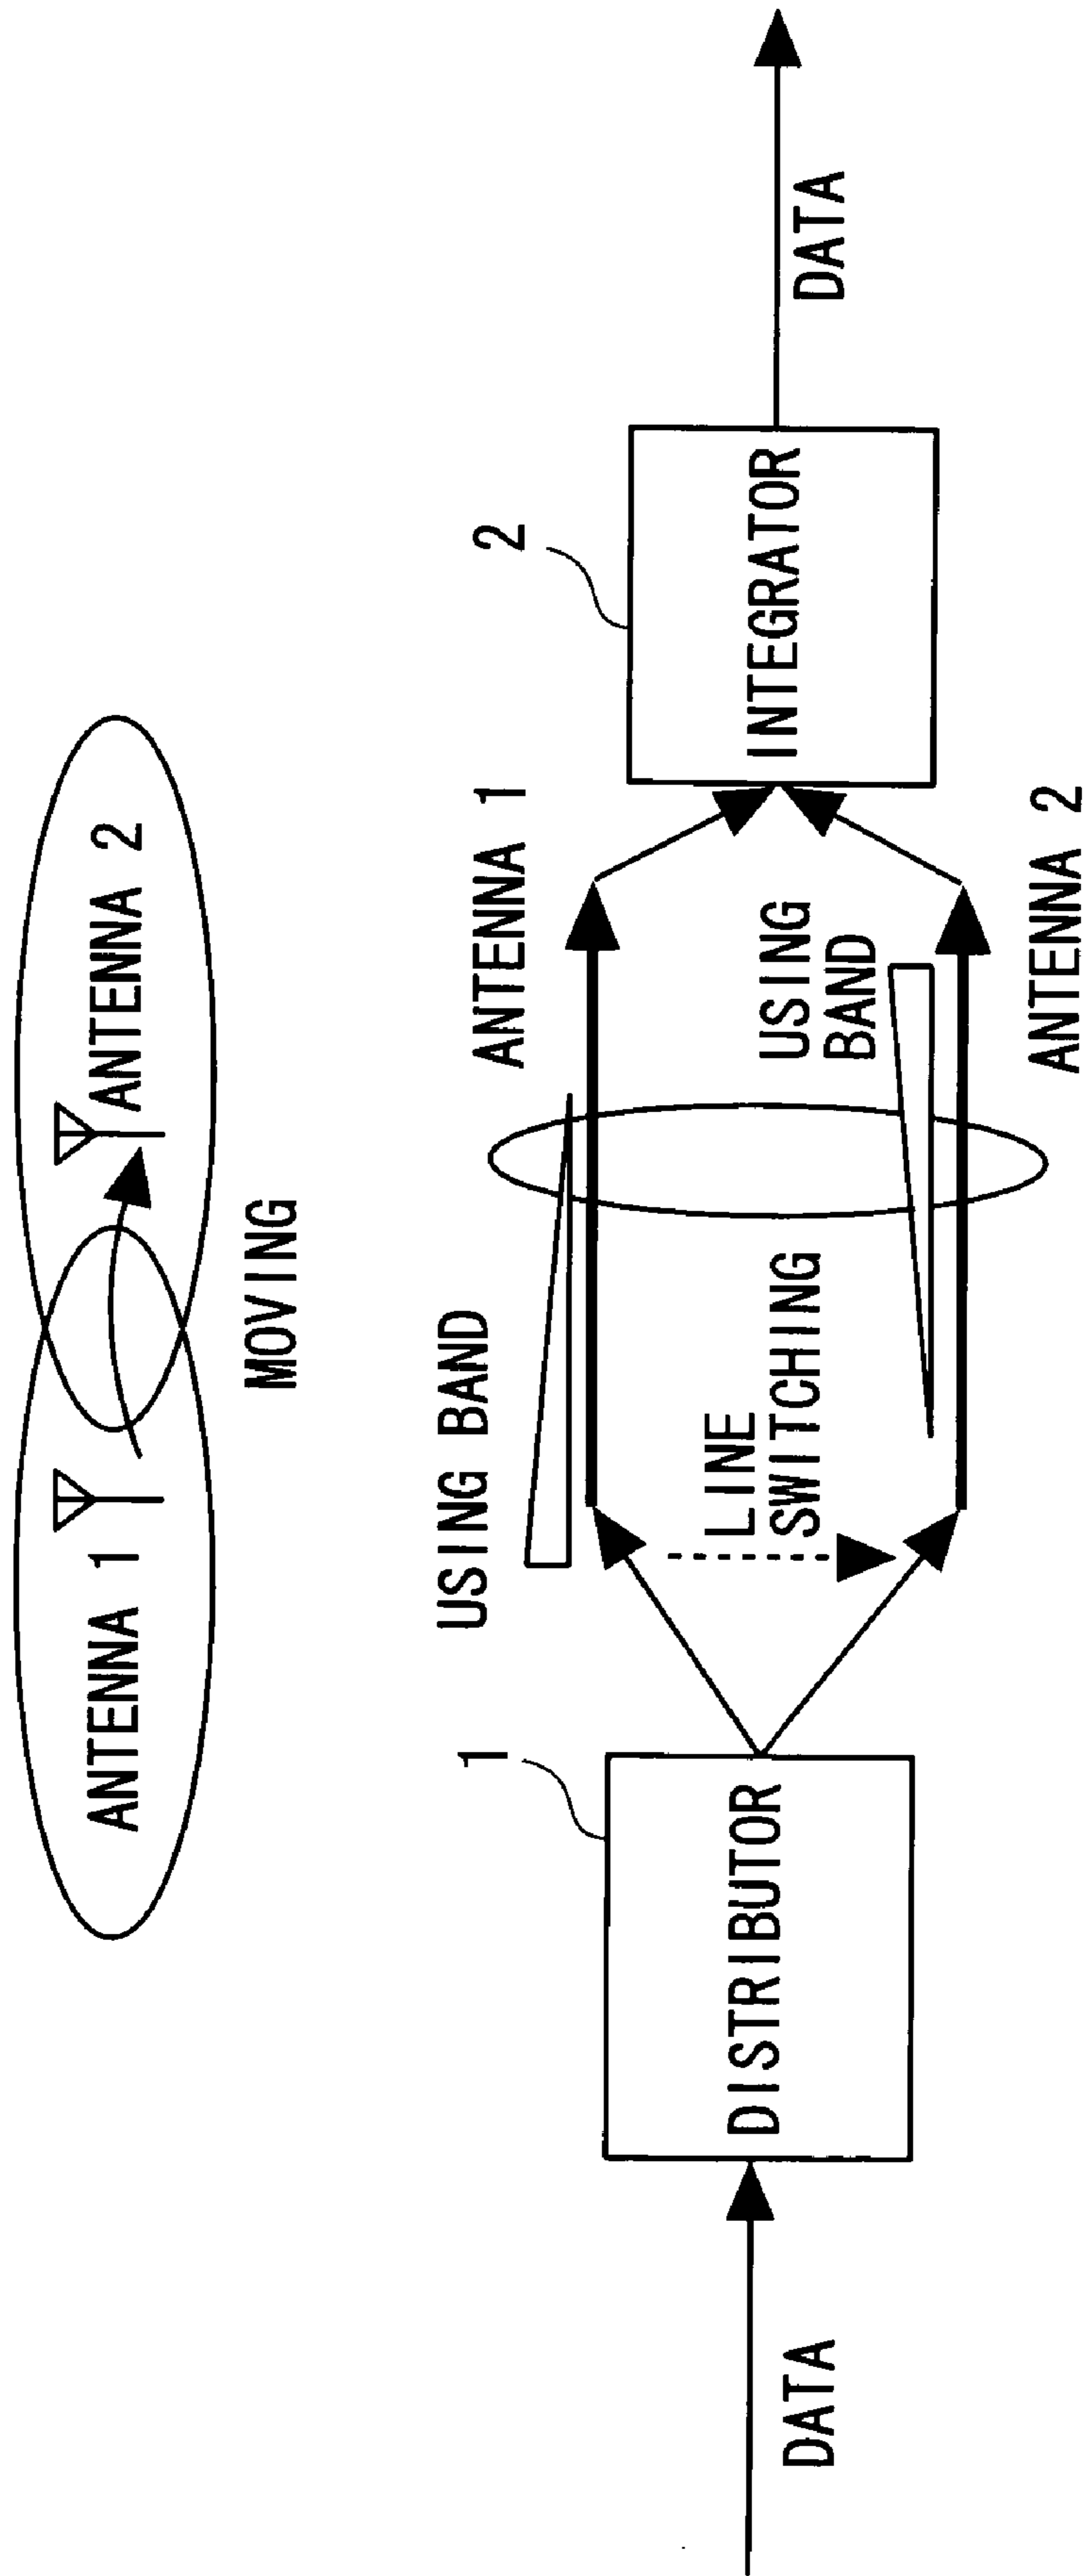 ANTENNA 1
ANTENNA 2
MOVING
USING BAND
ANTENNA 1
2
1
LINE
SWITCHING
USING
BAND
DATA
DISTRIBUTOR
INTEGRATOR
DATA
ANTENNA 2